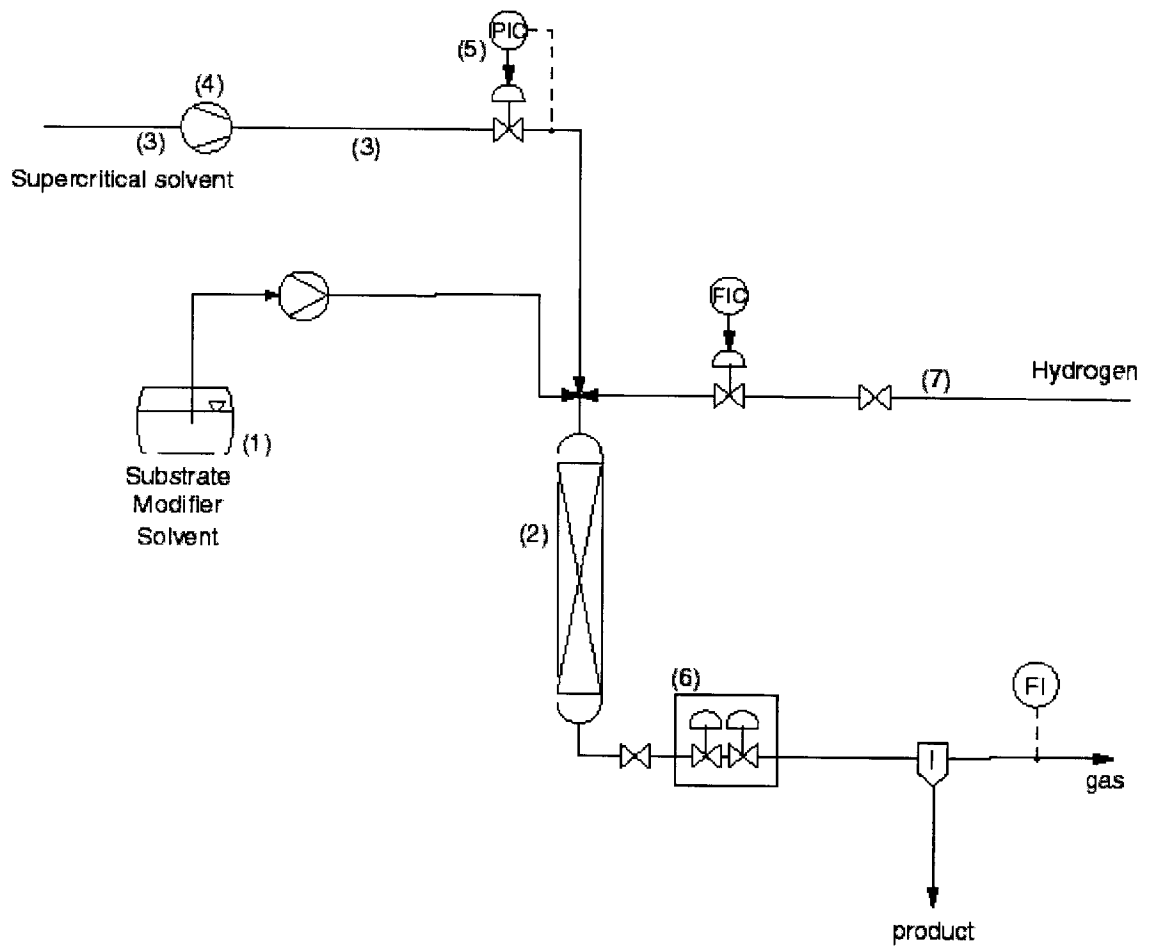 PIC
(5)
(4)
(3)
(3)
Supercritical solvent
FIC
Hydrogen
(7)
(1)
Substrate
Modifier
Solvent
(2)
(6)
FI
I
gas
product